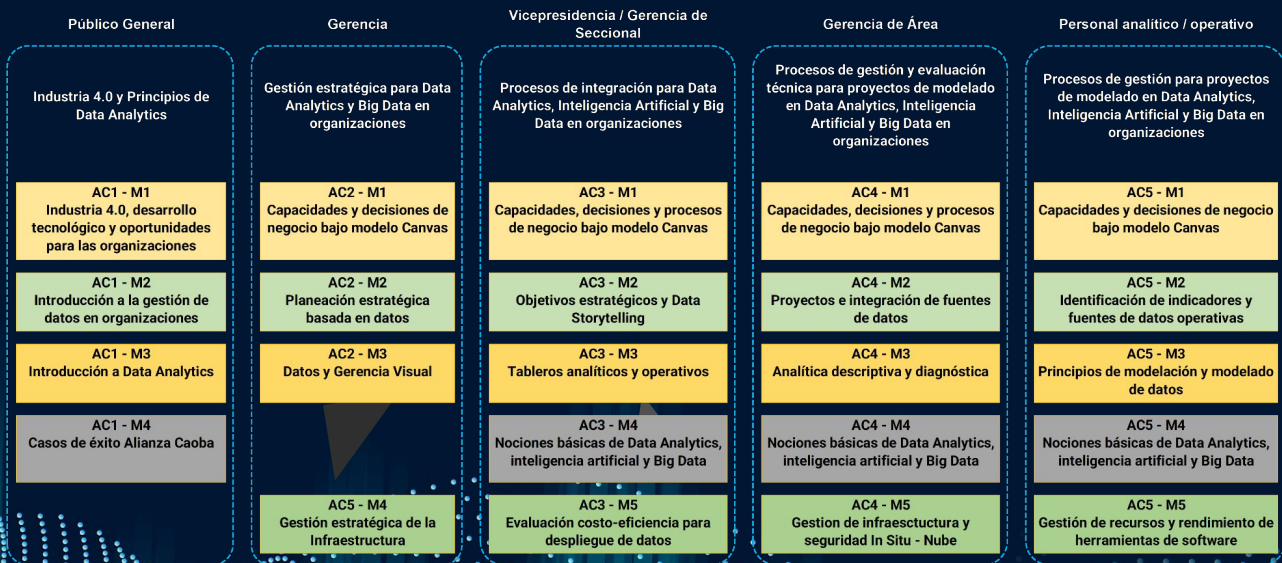 Público General
Industria 4.0 y Principios de
Data Analytics
AC1 - M1
Industria 4.0, desarrollo
tecnológico y oportunidades
para las organizaciones
AC1 - M2
Introducción a la gestión de
datos en organizaciones
AC1 - M3
Introducción a Data Analytics
AC1 - M4
Casos de éxito Alianza Caoba
Gerencia
Gestión estratégica para Data
Analytics y Big Data en
organizaciones
AC2 - M1
Capacidades y decisiones de
negocio bajo modelo Canvas
AC2 - M2
Planeación estratégica
basada en datos
AC2 - M3
Datos y Gerencia Visual
AC5 - M4
Gestión estratégica de la
Infraestructura
Vicepresidencia / Gerencia de
Seccional
Procesos de integración para Data
Analytics, Inteligencia Artificial y Big
Data en organizaciones
AC3 - M1
Capacidades, decisiones y procesos
de negocio bajo modelo Canvas
AC3 - M2
Objetivos estratégicos y Data
Storytelling
AC3 - M3
Tableros analíticos y operativos
AC3 - M4
Nociones básicas de Data Analytics,
inteligencia artificial y Big Data
AC3 - M5
Evaluación costo-eficiencia para
despliegue de datos
Gerencia de Área
Procesos de gestión y evaluación
técnica para proyectos de modelado
en Data Analytics, Inteligencia
Artificial y Big Data en
organizaciones
AC4 - M1
Capacidades, decisiones y procesos
de negocio bajo modelo Canvas
AC4 - M2
Proyectos e integración de fuentes
de datos
AC4 - M3
Analítica descriptiva y diagnóstica
AC4 - M4
Nociones básicas de Data Analytics,
inteligencia artificial y Big Data
AC4 - M5
Gestion de infraesctuctura y
seguridad In Situ - Nube
Personal analítico / operativo
Procesos de gestión para proyectos
de modelado en Data Analytics,
Inteligencia Artificial y Big Data en
organizaciones
AC5 - M1
Capacidades y decisiones de negocio
bajo modelo Canvas
AC5 - M2
Identificación de indicadores y
fuentes de datos operativas
AC5 - M3
Principios de modelación y modelado
de datos
AC5 - M4
Nociones básicas de Data Analytics,
inteligencia artificial y Big Data
AC5 - M5
Gestión de recursos y rendimiento de
herramientas de software